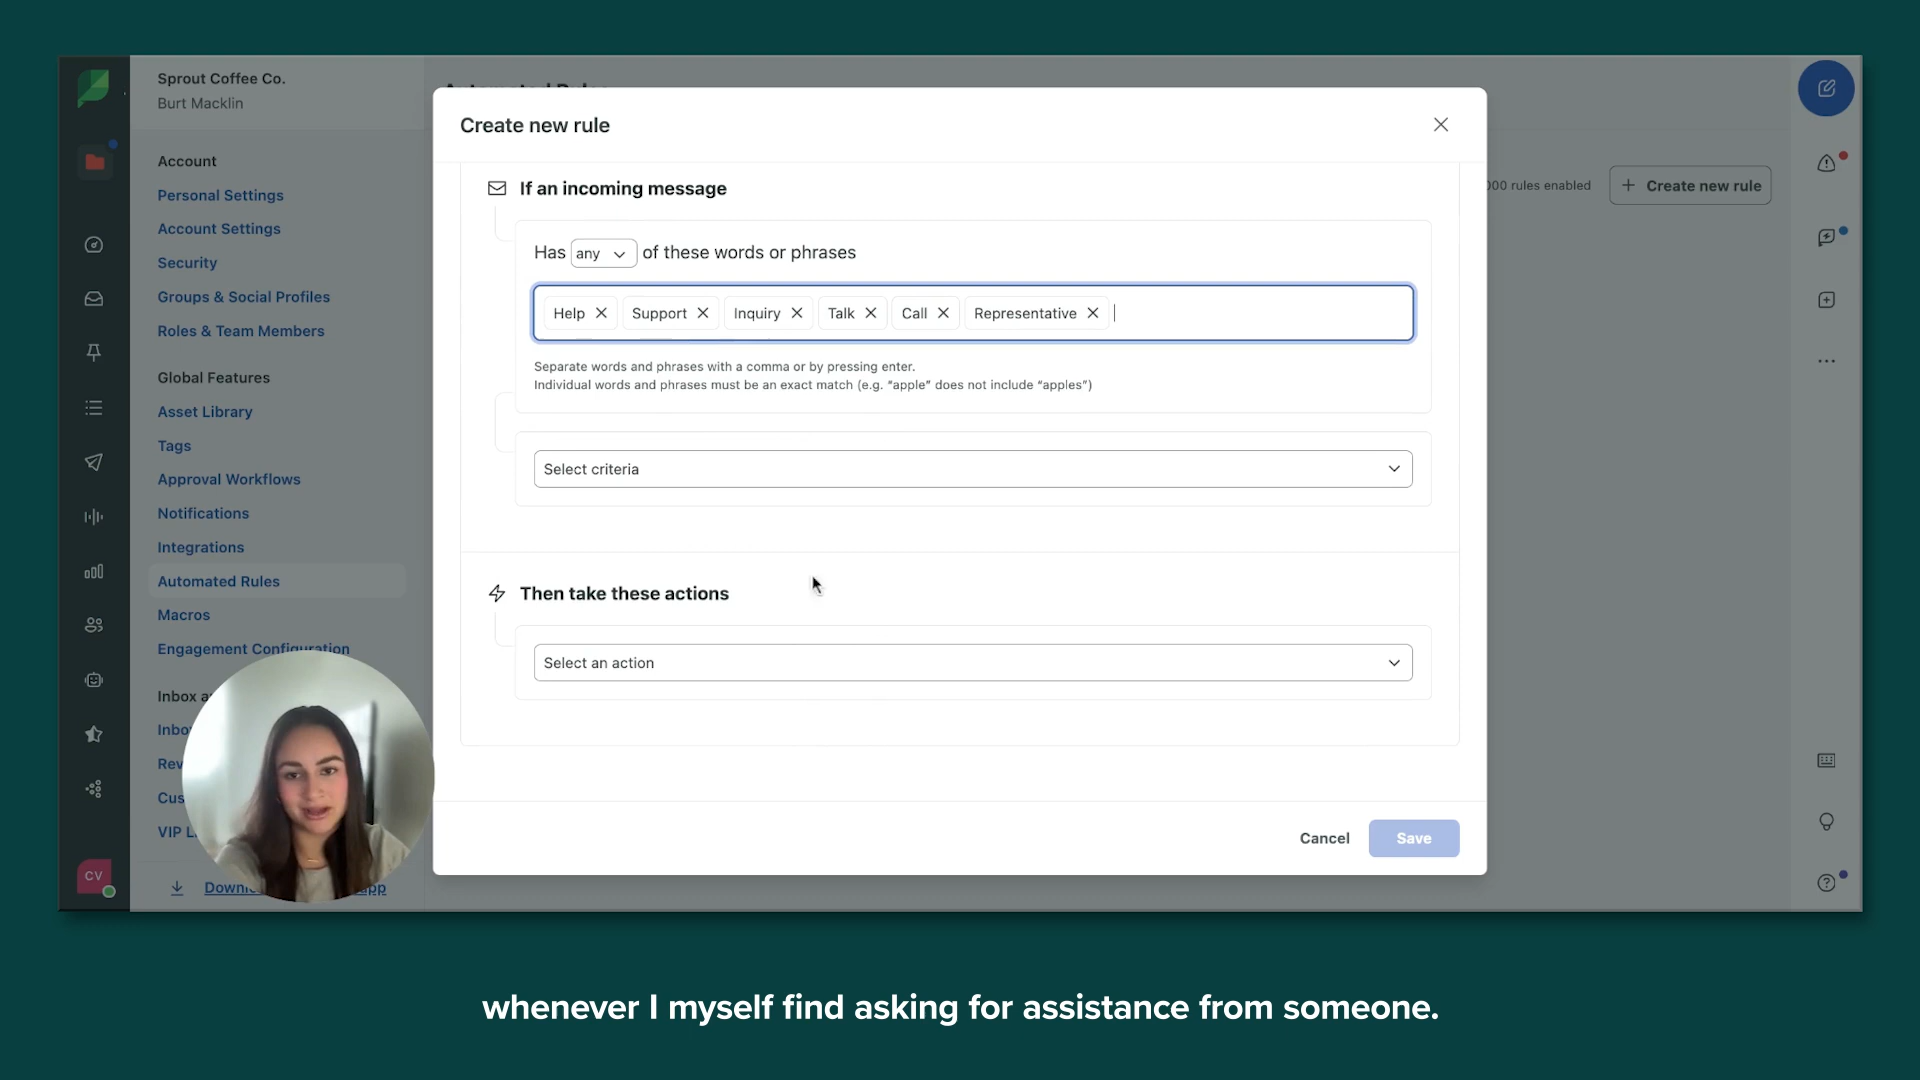 Sprout Coffee Co.
Burt Macklin
Account
Personal Settings
Account Settings
Security
Groups & Social Profiles
Roles & Team Members
Global Features
Asset Library
Tags
Approval Workflows
Notifications
Integrations
Automated Rules
Macros
Engagement Configuration
Inbox
CV
Create new rule
If an incoming message
Has any of these words or phrases
Help Support Inquiry Talk Call Representative
Separate words and phrases with a comma or by pressing enter.
Individual words and phrases must be an exact match (e.g. “apple” does not include “apples”)
Select criteria
Then take these actions
Select an action
Cancel
Save
rules enabled
+ Create new rule
whenever I myself find asking for assistance from someone.